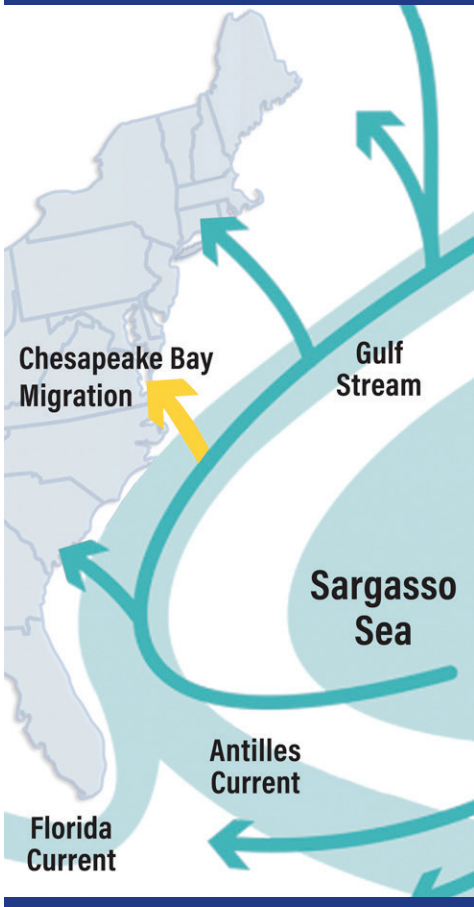 Chesapeake Bay
Migration
Gulf
Stream
Sargasso
Sea
Antilles
Current
Florida
Current